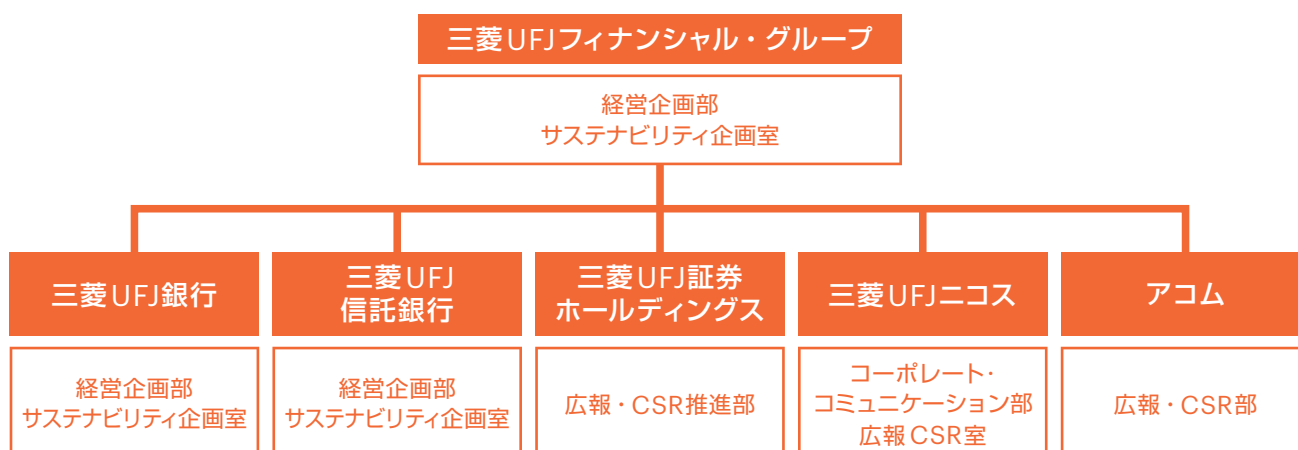 三菱UFJフィナンシャル・グループ
経営企画部
サステナビリティ企画室
三菱UFJ銀行
経営企画部
サステナビリティ企画室
三菱UFJ
信託銀行
経営企画部
サステナビリティ企画室
三菱UFJ証券
ホールディングス
広報・CSR推進部
三菱UFJニコス
コーポレート・
コミュニケーション部
広報CSR室
アコム
広報・CSR部